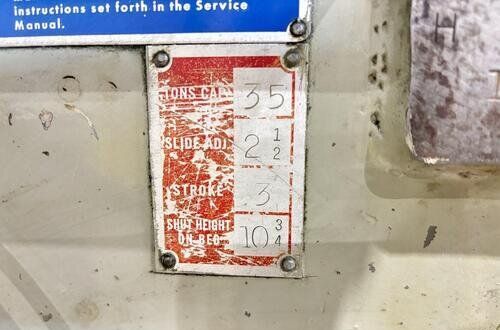 instructions set forth in the Service
Manual.
TONS CAP. 35
SLIDE ADJ. 2 1/2
STROKE 3
SHUT HEIGHT
ON BED 10 3/4
H